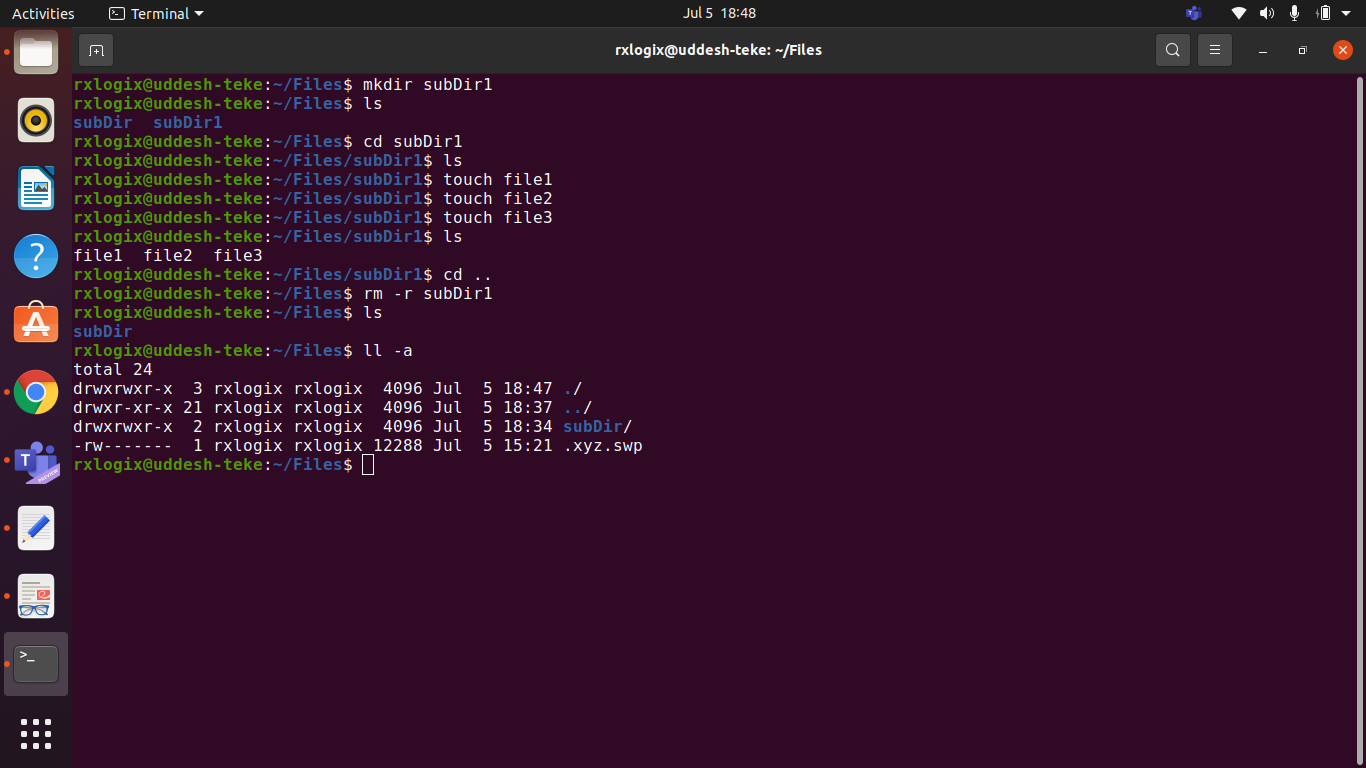 Activities
Terminal
Jul 5 18:48
rxlogix@uddesh-teke: ~/Files
rxlogix@uddesh-teke:~/Files$ mkdir subDir1
rxlogix@uddesh-teke:~/Files$ ls
subDir  subDir1
rxlogix@uddesh-teke:~/Files$ cd subDir1
rxlogix@uddesh-teke:~/Files/subDir1$ ls
rxlogix@uddesh-teke:~/Files/subDir1$ touch file1
rxlogix@uddesh-teke:~/Files/subDir1$ touch file2
rxlogix@uddesh-teke:~/Files/subDir1$ touch file3
rxlogix@uddesh-teke:~/Files/subDir1$ ls
file1  file2  file3
rxlogix@uddesh-teke:~/Files/subDir1$ cd ..
rxlogix@uddesh-teke:~/Files$ rm -r subDir1
rxlogix@uddesh-teke:~/Files$ ls
subDir
rxlogix@uddesh-teke:~/Files$ ll -a
total 24
drwxrwxr-x  3 rxlogix rxlogix  4096 Jul  5 18:47 ./
drwxr-xr-x 21 rxlogix rxlogix  4096 Jul  5 18:37 ../
drwxrwxr-x  2 rxlogix rxlogix  4096 Jul  5 18:34 subDir/
-rw-------  1 rxlogix rxlogix 12288 Jul  5 15:21 .xyz.swp
rxlogix@uddesh-teke:~/Files$
T
PREVIEW
>_